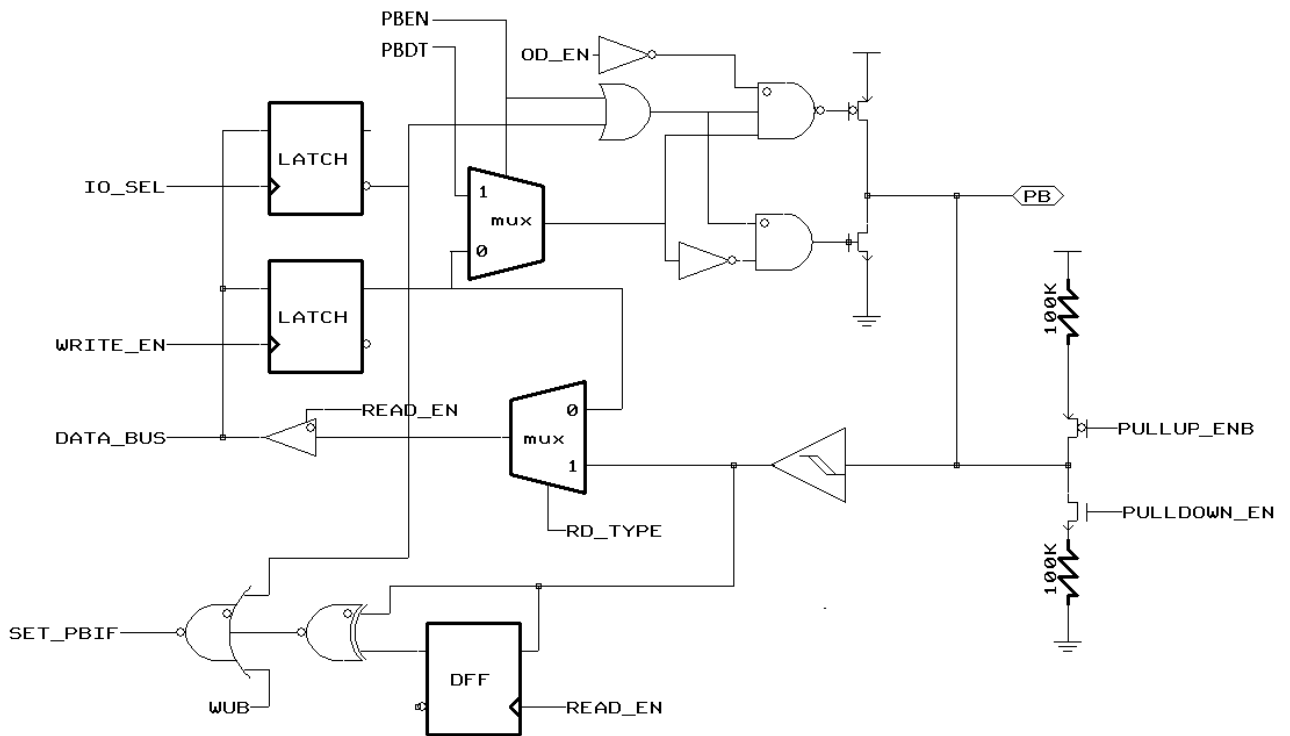 PBEN
PBDT
OD_EN
LATCH
IO_SEL
1
mux
0
PB
LATCH
WRITE_EN
100K
READ_EN
DATA_BUS
0
mux
1
PULLUP_ENB
RD_TYPE
PULLDOWN_EN
100K
SET_PBIF
DFF
WUB
READ_EN